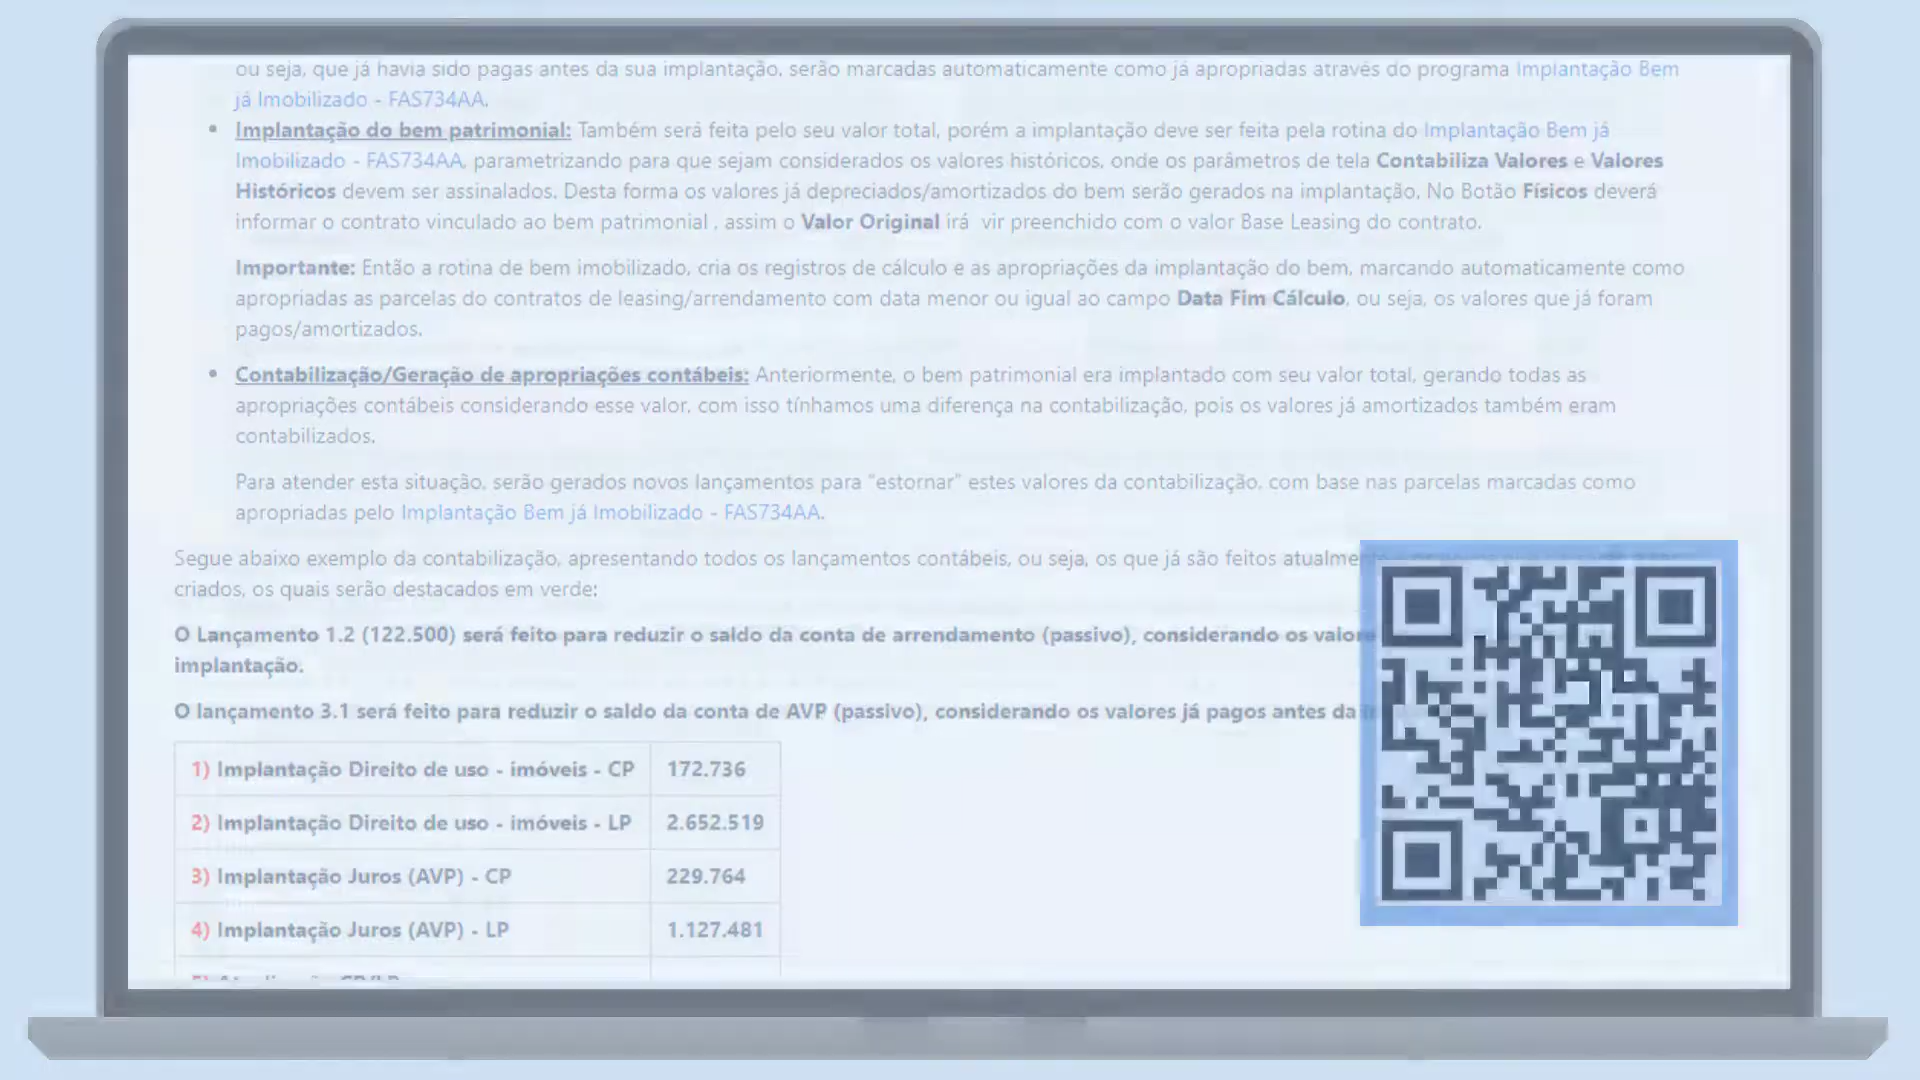 ou seja, que já havia sido pagas antes da sua implantação, serão marcadas automaticamente como já apropriadas através do programa Implantação Bem
já Imobilizado - FAS734AA.
• Implantação do bem patrimonial: Também será feita pelo seu valor total, porém a implantação deve ser feita pela rotina do Implantação Bem já
Imobilizado - FAS734AA, parametrizando para que sejam considerados os valores históricos, onde os parâmetros de tela Contabiliza Valores e Valores
Históricos devem ser assinalados. Desta forma os valores já depreciados/amortizados do bem serão gerados na implantação. No Botão Físicos deverá
informar o contrato vinculado ao bem patrimonial , assim o Valor Original irá vir preenchido com o valor Base Leasing do contrato.
Importante: Então a rotina de bem imobilizado, cria os registros de cálculo e as apropriações da implantação do bem, marcando automaticamente como
apropriadas as parcelas do contratos de leasing/arrendamento com data menor ou igual ao campo Data Fim Cálculo, ou seja, os valores que já foram
pagos/amortizados.
• Contabilização/Geração de apropriações contábeis: Anteriormente, o bem patrimonial era implantado com seu valor total, gerando todas as
apropriações contábeis considerando esse valor, com isso tínhamos uma diferença na contabilização, pois os valores já amortizados também eram
contabilizados.
Para atender esta situação, serão gerados novos lançamentos para "estornar" estes valores da contabilização, com base nas parcelas marcadas como
apropriadas pelo Implantação Bem já Imobilizado - FAS734AA.
Segue abaixo exemplo da contabilização, apresentando todos os lançamentos contábeis, ou seja, os que já são feitos
criados, os quais serão destacados em verde:
O Lançamento 1.2 (122.500) será feito para reduzir o saldo da conta de arrendamento (passivo), considerando os
implantação.
O lançamento 3.1 será feito para reduzir o saldo da conta de AVP (passivo), considerando os valores já pagos antes da
1) Implantação Direito de uso - imóveis - CP 172.736
2) Implantação Direito de uso - imóveis - LP 2.652.519
3) Implantação Juros (AVP) - CP 229.764
4) Implantação Juros (AVP) - LP 1.127.481